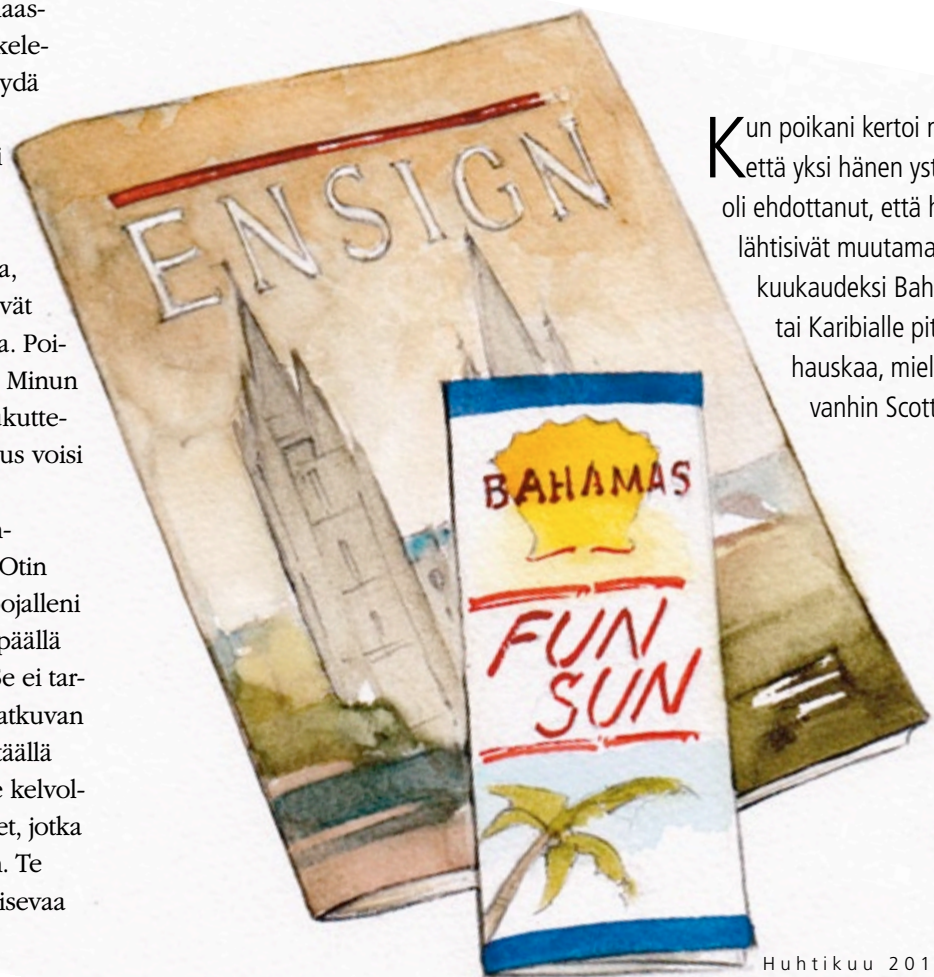 aas-
kele-
ydä
i
a,
vät
a. Poi-
Minun
ukutte-
us voisi
n-
Otin
ojalleni
päällä
Se ei tar-
atkuvan
täällä
e kelvol-
et, jotka
Te
isevaa
ENSIGN
BAHAMAS
FUN
SUN
Kun poikani kertoi
että yksi hänen yst
oli ehdottanut, että h
lähtisivät muutama
kuukaudeksi Bah
tai Karibialle pit
hauskaa, miel
vanhin Scott
Huhtikuu 201